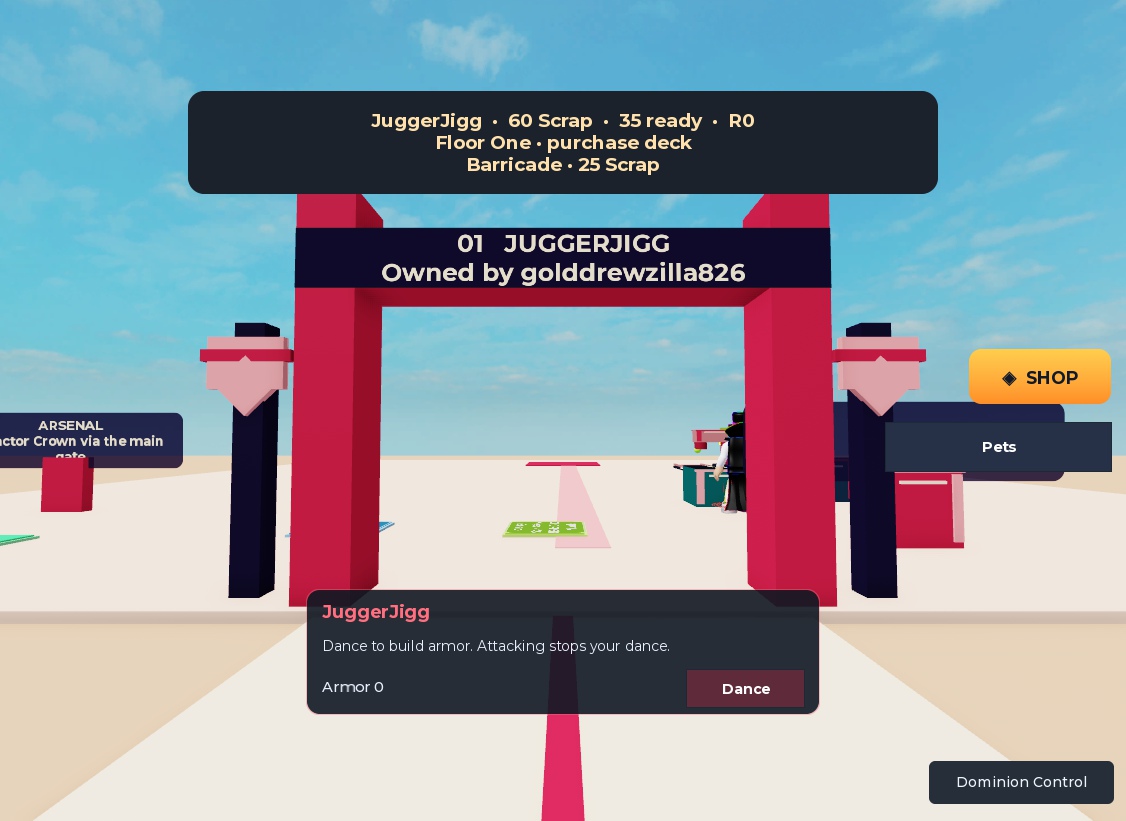 JuggerJigg • 60 Scrap • 35 ready • R0
Floor One · purchase deck
Barricade · 25 Scrap
01 JUGGERJIGG
Owned by golddrewzilla826
SHOP
ARSENAL
actor Crown via the main
gate
Pets
JuggerJigg
Dance to build armor. Attacking stops your dance.
Armor 0
Dance
Dominion Control